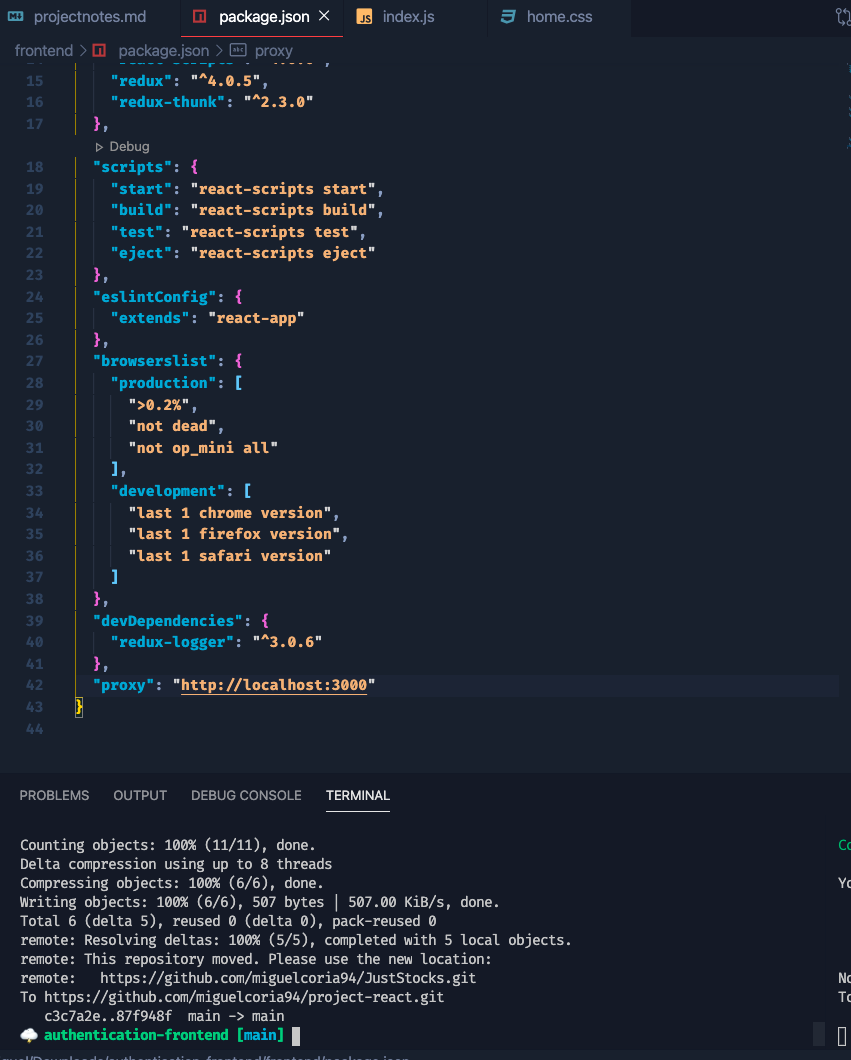 projectnotes.md package.json index.js home.css
frontend > package.json > proxy
15 "redux": "^4.0.5",
16 "redux-thunk": "^2.3.0"
17 },
Debug
18 "scripts": {
19 "start": "react-scripts start",
20 "build": "react-scripts build",
21 "test": "react-scripts test",
22 "eject": "react-scripts eject"
23 },
24 "eslintConfig": {
25 "extends": "react-app"
26 },
27 "browserslist": {
28 "production": [
29 ">0.2%",
30 "not dead",
31 "not op_mini all"
32 ],
33 "development": [
34 "last 1 chrome version",
35 "last 1 firefox version",
36 "last 1 safari version"
37 ]
38 },
39 "devDependencies": {
40 "redux-logger": "^3.0.6"
41 },
42 "proxy": "http://localhost:3000"
43 }
44
PROBLEMS OUTPUT DEBUG CONSOLE TERMINAL
Counting objects: 100% (11/11), done.
Delta compression using up to 8 threads
Compressing objects: 100% (6/6), done.
Writing objects: 100% (6/6), 507 bytes | 507.00 KiB/s, done.
Total 6 (delta 5), reused 0 (delta 0), pack-reused 0
remote: Resolving deltas: 100% (5/5), completed with 5 local objects.
remote: This repository moved. Please use the new location:
remote:   https://github.com/miguelcoria94/JustStocks.git
To https://github.com/miguelcoria94/project-react.git
c3c7a2e..87f948f  main -> main
authentication-frontend [main]